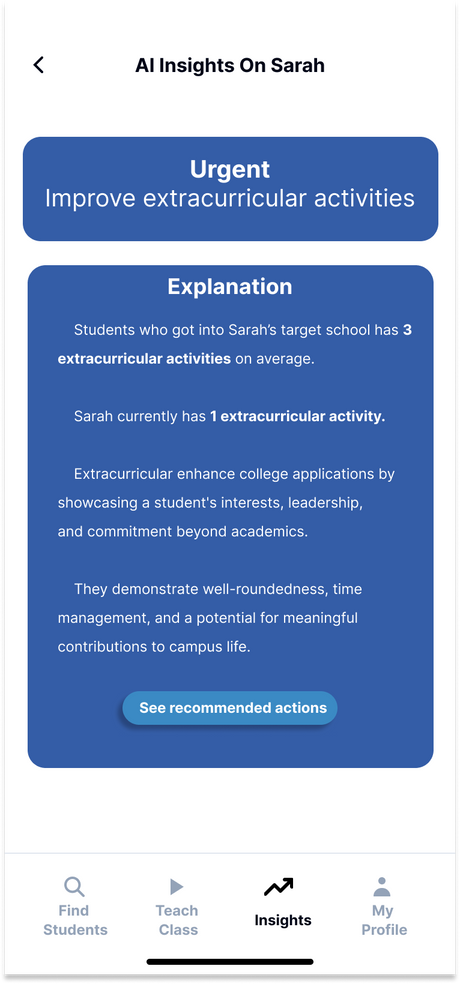 AI Insights On Sarah
Urgent
Improve extracurricular activities
Explanation
Students who got into Sarah’s target school has 3
extracurricular activities on average.
Sarah currently has 1 extracurricular activity.
Extracurricular enhance college applications by
showcasing a student's interests, leadership,
and commitment beyond academics.
They demonstrate well-roundedness, time
management, and a potential for meaningful
contributions to campus life.
See recommended actions
Find
Students
Teach
Class
Insights
My
Profile